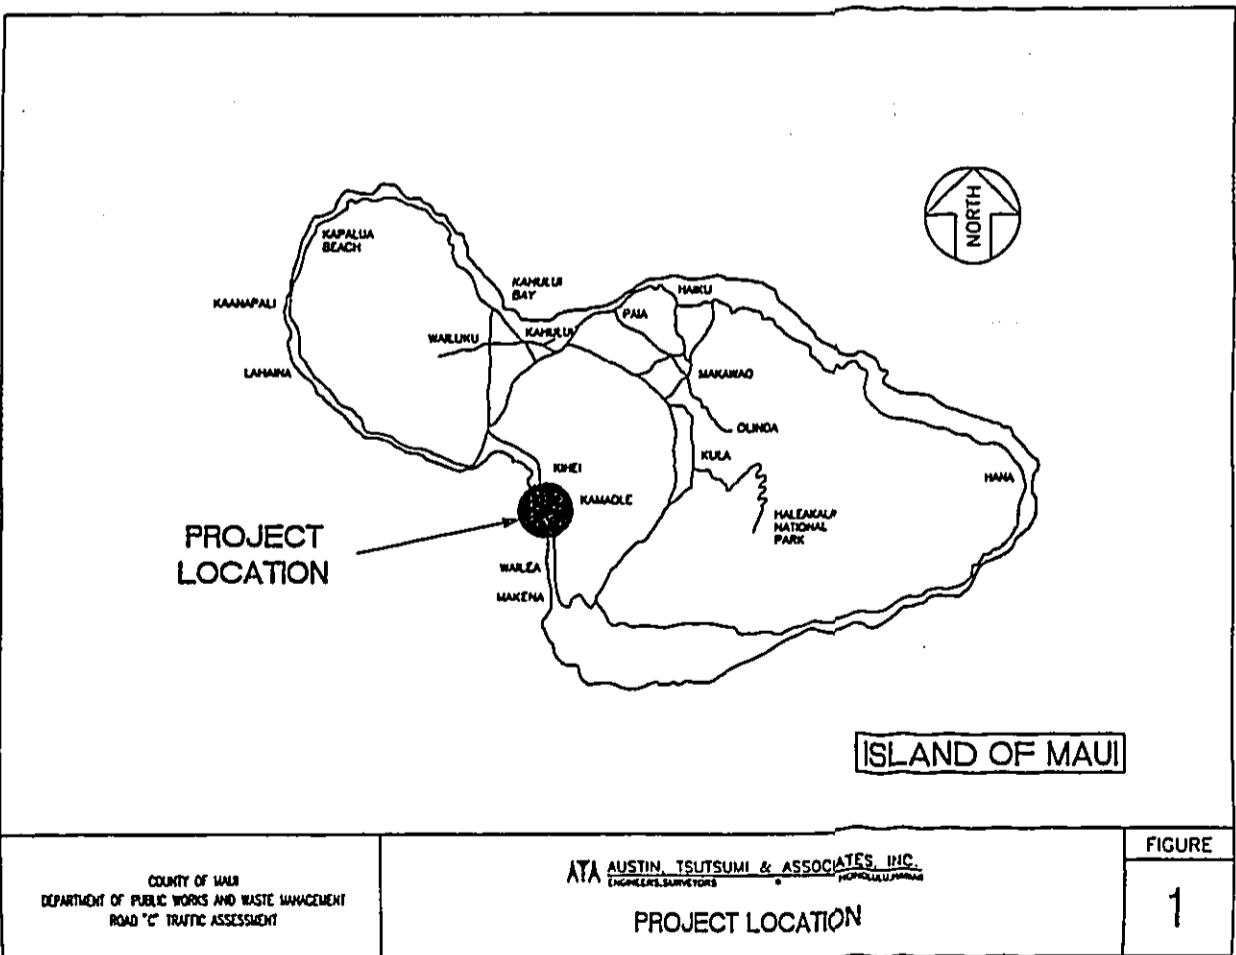 NORTH
KAPALUA
BEACH
KAHULUI
BAY
HAIKU
KAANAPALI
PAIA
WAILUKU
KAHULUI
LAHAINA
MAKAWAO
OLINDA
KULA
KIHEI
HANA
KAMAOLE
HALEAKALA
NATIONAL
PARK
PROJECT
LOCATION
WAILEA
MAKENA
ISLAND OF MAUI
COUNTY OF MAUI
DEPARTMENT OF PUBLIC WORKS AND WASTE MANAGEMENT
ROAD "C" TRAFFIC ASSESSMENT
ATA AUSTIN, TSUTSUMI & ASSOCIATES, INC.
ENGINEERS, SURVEYORS HONOLULU, HAWAII
PROJECT LOCATION
FIGURE
1